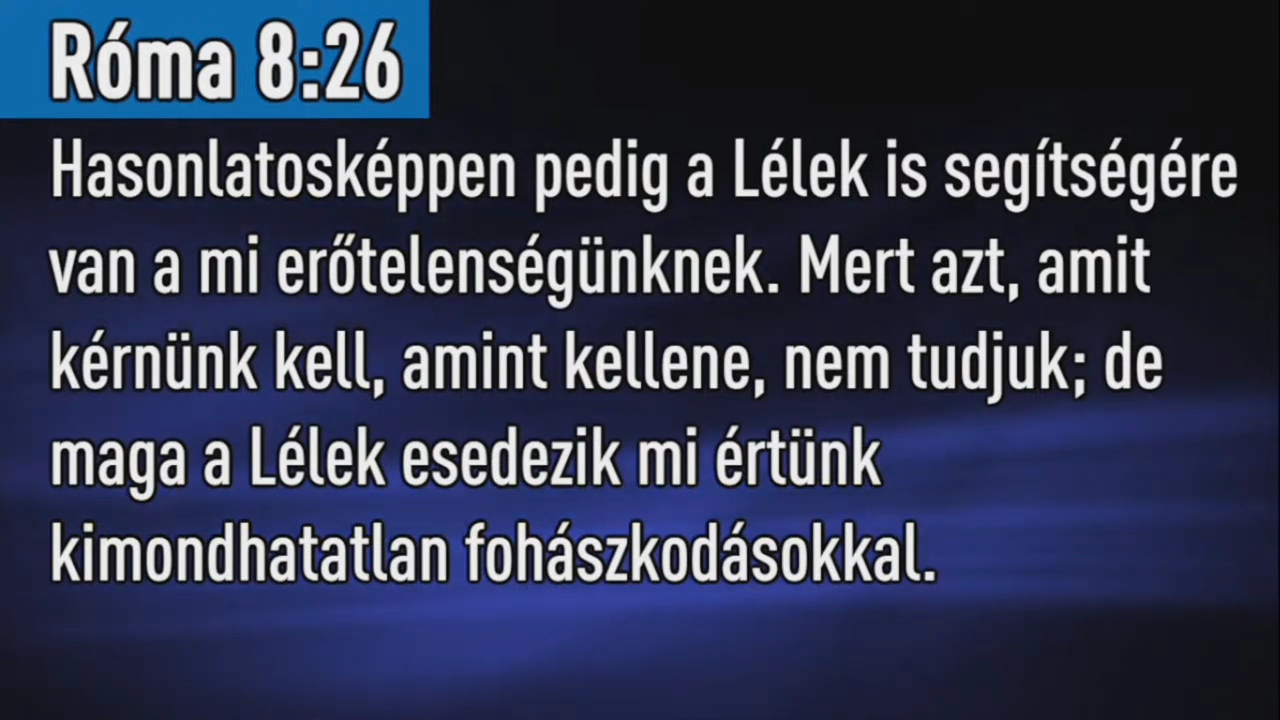 Róma 8:26
Hasonlatosképpen pedig a Lélek is segítségére
van a mi erőtelenségünknek. Mert azt, amit
kérnünk kell, amint kellene, nem tudjuk; de
maga a Lélek esedezik mi értünk
kimondhatatlan fohászkodásokkal.